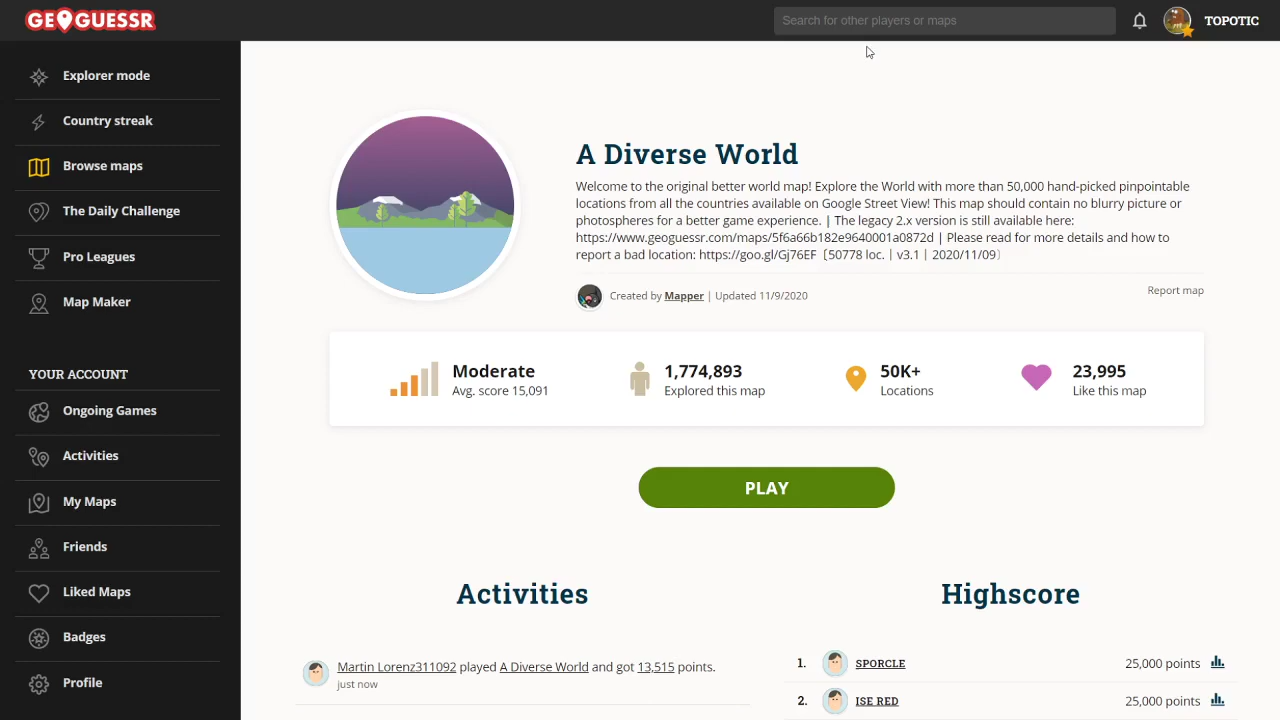 GEOGUESSR
Search for other players or maps
TOPOTIC
Explorer mode
Country streak
Browse maps
The Daily Challenge
Pro Leagues
Map Maker
YOUR ACCOUNT
Ongoing Games
Activities
My Maps
Friends
Liked Maps
Badges
Profile
A Diverse World
Welcome to the original better world map! Explore the World with more than 50,000 hand-picked pinpointable
locations from all the countries available on Google Street View! This map should contain no blurry picture or
photospheres for a better game experience. | The legacy 2.x version is still available here:
https://www.geoguessr.com/maps/5f6a66b182e9640001a0872d | Please read for more details and how to
report a bad location: https://goo.gl/Gj76EF〔50778 loc. | v3.1 | 2020/11/09〕
Created by Mapper | Updated 11/9/2020
Report map
Moderate
Avg. score 15,091
1,774,893
Explored this map
50K+
Locations
23,995
Like this map
PLAY
Activities
Martin Lorenz311092 played A Diverse World and got 13,515 points.
just now
Highscore
1. SPORCLE 25,000 points
2. ISE RED 25,000 points